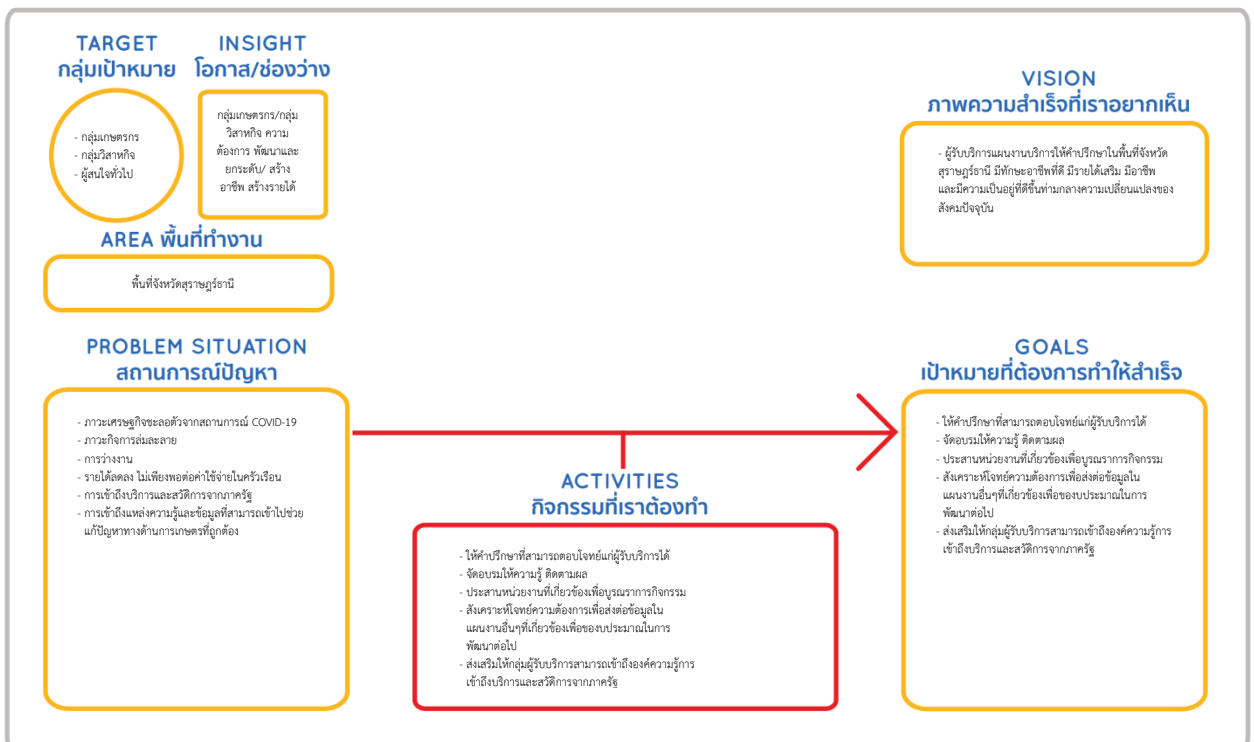 TARGET
กลุ่มเป้าหมาย
- กลุ่มเกษตรกร
- กลุ่มวิสาหกิจ
- ผู้สนใจทั่วไป
INSIGHT
โอกาส/ช่องว่าง
กลุ่มเกษตรกร/กลุ่ม
วิสาหกิจ ความ
ต้องการ พัฒนาและ
ยกระดับ/ สร้าง
อาชีพ สร้างรายได้
AREA พื้นที่ทำงาน
พื้นที่จังหวัดสุราษฎร์ธานี
VISION
ภาพความสำเร็จที่เราอยากเห็น
- ผู้รับบริการแผนงานบริการให้คำปรึกษาในพื้นที่จังหวัด
สุราษฎร์ธานี มีทักษะอาชีพที่ดี มีรายได้เสริม มีอาชีพ
และมีความเป็นอยู่ที่ดีขึ้นท่ามกลางความเปลี่ยนแปลงของ
สังคมปัจจุบัน
PROBLEM SITUATION
สถานการณ์ปัญหา
- ภาวะเศรษฐกิจชะลอตัวจากสถานการณ์ COVID-19
- ภาวะกิจการล่มละลาย
- การว่างงาน
- รายได้ลดลง ไม่เพียงพอต่อค่าใช้จ่ายในครัวเรือน
- การเข้าถึงบริการและสวัดิการจากภาครัฐ
- การเข้าถึงแหล่งความรู้และข้อมูลที่สามารถเข้าไปช่วย
แก้ปัญหาทางด้านการเกษตรที่ถูกต้อง
ACTIVITIES
กิจกรรมที่เราต้องทำ
- ให้คำปรึกษาที่สามารถตอบโจทย์แก่ผู้รับบริการได้
- จัดอบรมให้ความรู้ ติดตามผล
- ประสานหน่วยงานที่เกี่ยวข้องเพื่อบูรณราการกิจกรรม
- สังเคราะห์โจทย์ความต้องการเพื่อส่งต่อข้อมูลใน
แผนงานอื่นๆที่เกี่ยวข้องเพื่อของบประมาณในการ
พัฒนาต่อไป
- ส่งเสริมให้กลุ่มผู้รับบริการสามารถเข้าถึงองค์ความรู้การ
เข้าถึงบริการและสวัดิการจากภาครัฐ
GOALS
เป้าหมายที่ต้องการทำให้สำเร็จ
- ให้คำปรึกษาที่สามารถตอบโจทย์แก่ผู้รับบริการได้
- จัดอบรมให้ความรู้ ติดตามผล
- ประสานหน่วยงานที่เกี่ยวข้องเพื่อบูรณราการกิจกรรม
- สังเคราะห์โจทย์ความต้องการเพื่อส่งต่อข้อมูลใน
แผนงานอื่นๆที่เกี่ยวข้องเพื่อของบประมาณในการ
พัฒนาต่อไป
- ส่งเสริมให้กลุ่มผู้รับบริการสามารถเข้าถึงองค์ความรู้การ
เข้าถึงบริการและสวัดิการจากภาครัฐ